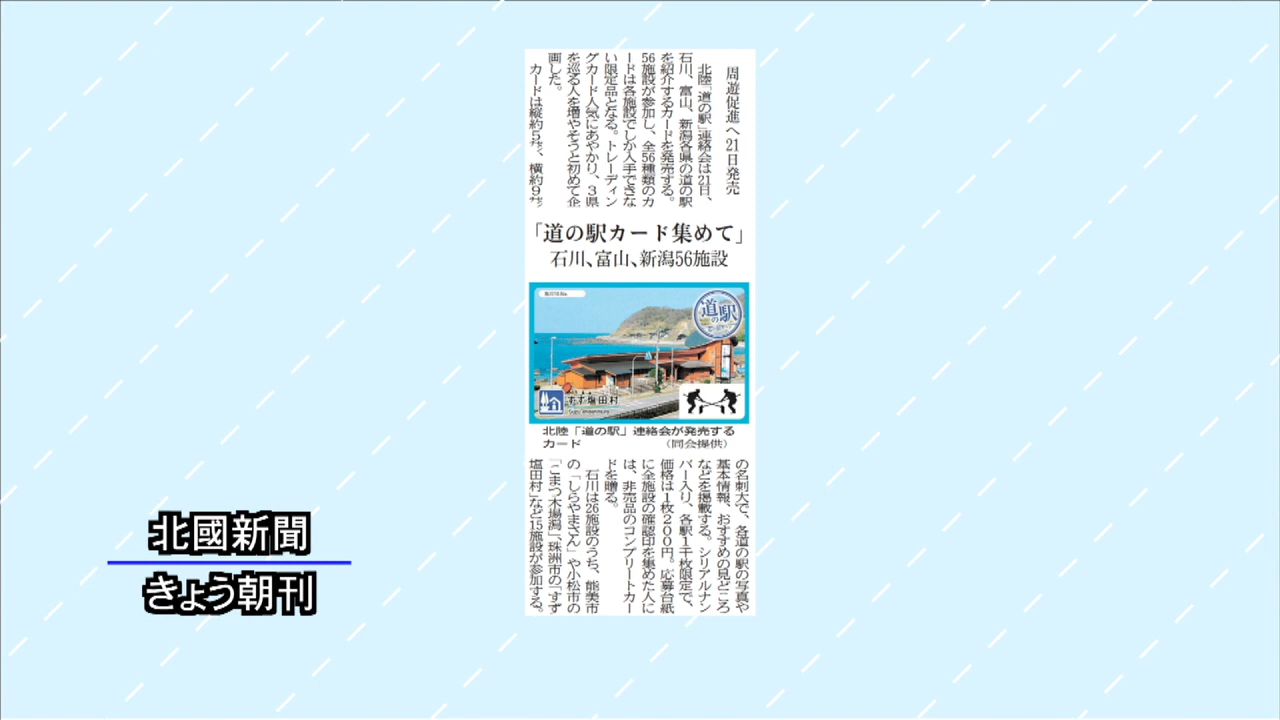 周遊促進へ21日発売
北陸「道の駅」連絡会は21日、
石川、富山、新潟各県の道の駅
を紹介するカードを発売する。
56施設が参加し、全56種類のカ
ードは各施設でしか入手できな
い限定品となる。トレーディン
グカード人気にあやかり、3県
を巡る人を増やそうと初めて企
画した。
カードは縦約5㌢、横約9㌢
「道の駅カード集めて」
石川、富山、新潟56施設
道の駅
すず塩田村
Suzu endenmura
北陸「道の駅」連絡会が発売する
カード（同会提供）
の名刺大で、各道の駅の写真や
基本情報、おすすめの見どころ
などを掲載する。シリアルナン
バー入り、各駅1千枚限定で、
価格は1枚200円。応募台紙
に全施設の確認印を集めた人に
は、非売品のコンプリートカー
ドを贈る。
石川は26施設のうち、能美市
の「しらやまさん」や小松市の
「こまつ木場潟」、珠洲市の「すず
塩田村」など15施設が参加する。
北國新聞
きょう朝刊